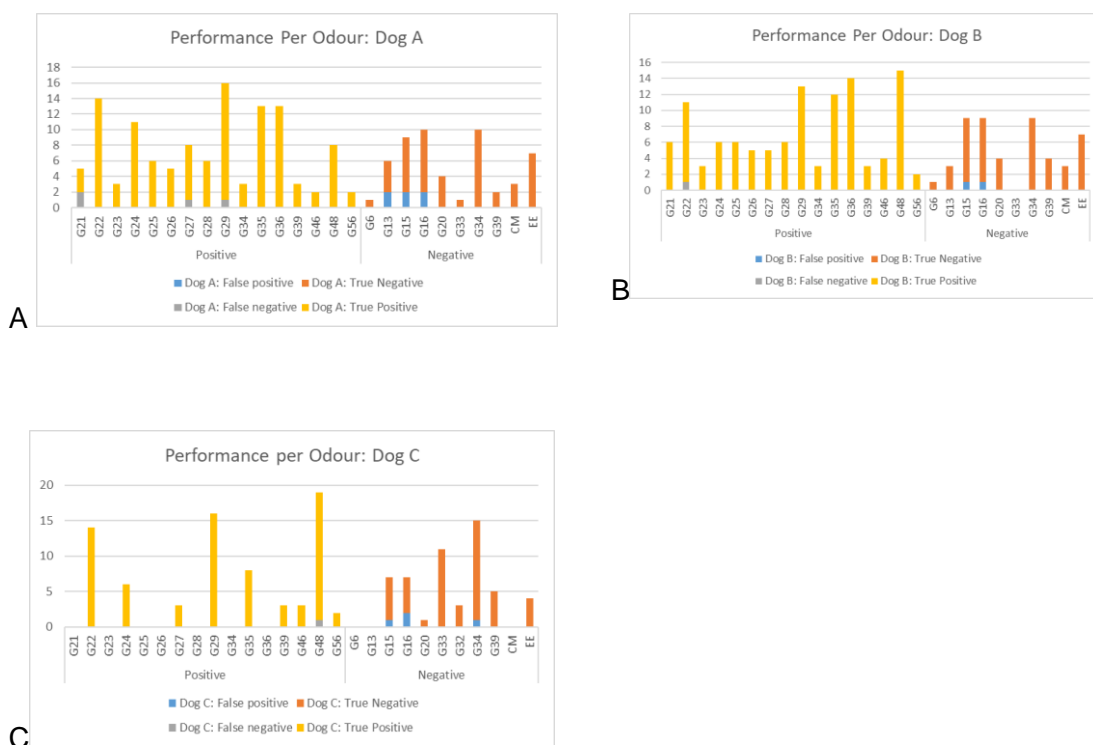 Performance Per Odour: Dog A
18
16
14
12
10
8
6
4
2
0
G21 G22 G23 G24 G25 G26 G27 G28 G29 G34 G35 G36 G39 G46 G48 G56 G6 G13 G15 G16 G20 G33 G34 G39 CM EE
Positive Negative
Dog A: False positive Dog A: True Negative
Dog A: False negative Dog A: True Positive
A
Performance Per Odour: Dog B
16
14
12
10
8
6
4
2
0
G21 G22 G23 G24 G25 G26 G27 G28 G29 G34 G35 G36 G39 G46 G48 G56 G6 G13 G15 G16 G20 G33 G34 G39 CM EE
Positive Negative
Dog B: False positive Dog B: True Negative
Dog B: False negative Dog B: True Positive
B
Performance per Odour: Dog C
20
15
10
5
0
G21 G22 G23 G24 G25 G26 G27 G28 G29 G34 G35 G36 G39 G46 G48 G56 G6 G13 G15 G16 G20 G33 G32 G34 G39 CM EE
Positive Negative
Dog C: False positive Dog C: True Negative
Dog C: False negative Dog C: True Positive
C